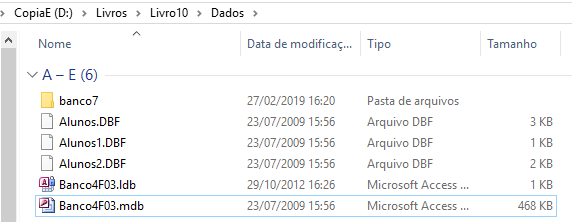 CopiaE (D:) > Livros > Livro10 > Dados >
Nome Data de modificaç... Tipo Tamanho
A – E (6)
banco7 27/02/2019 16:20 Pasta de arquivos
Alunos.DBF 23/07/2009 15:56 Arquivo DBF 3 KB
Alunos1.DBF 23/07/2009 15:56 Arquivo DBF 1 KB
Alunos2.DBF 23/07/2009 15:56 Arquivo DBF 1 KB
Banco4F03.ldb 29/10/2012 16:26 Microsoft Access ... 1 KB
Banco4F03.mdb 23/07/2009 15:56 Microsoft Access ... 468 KB